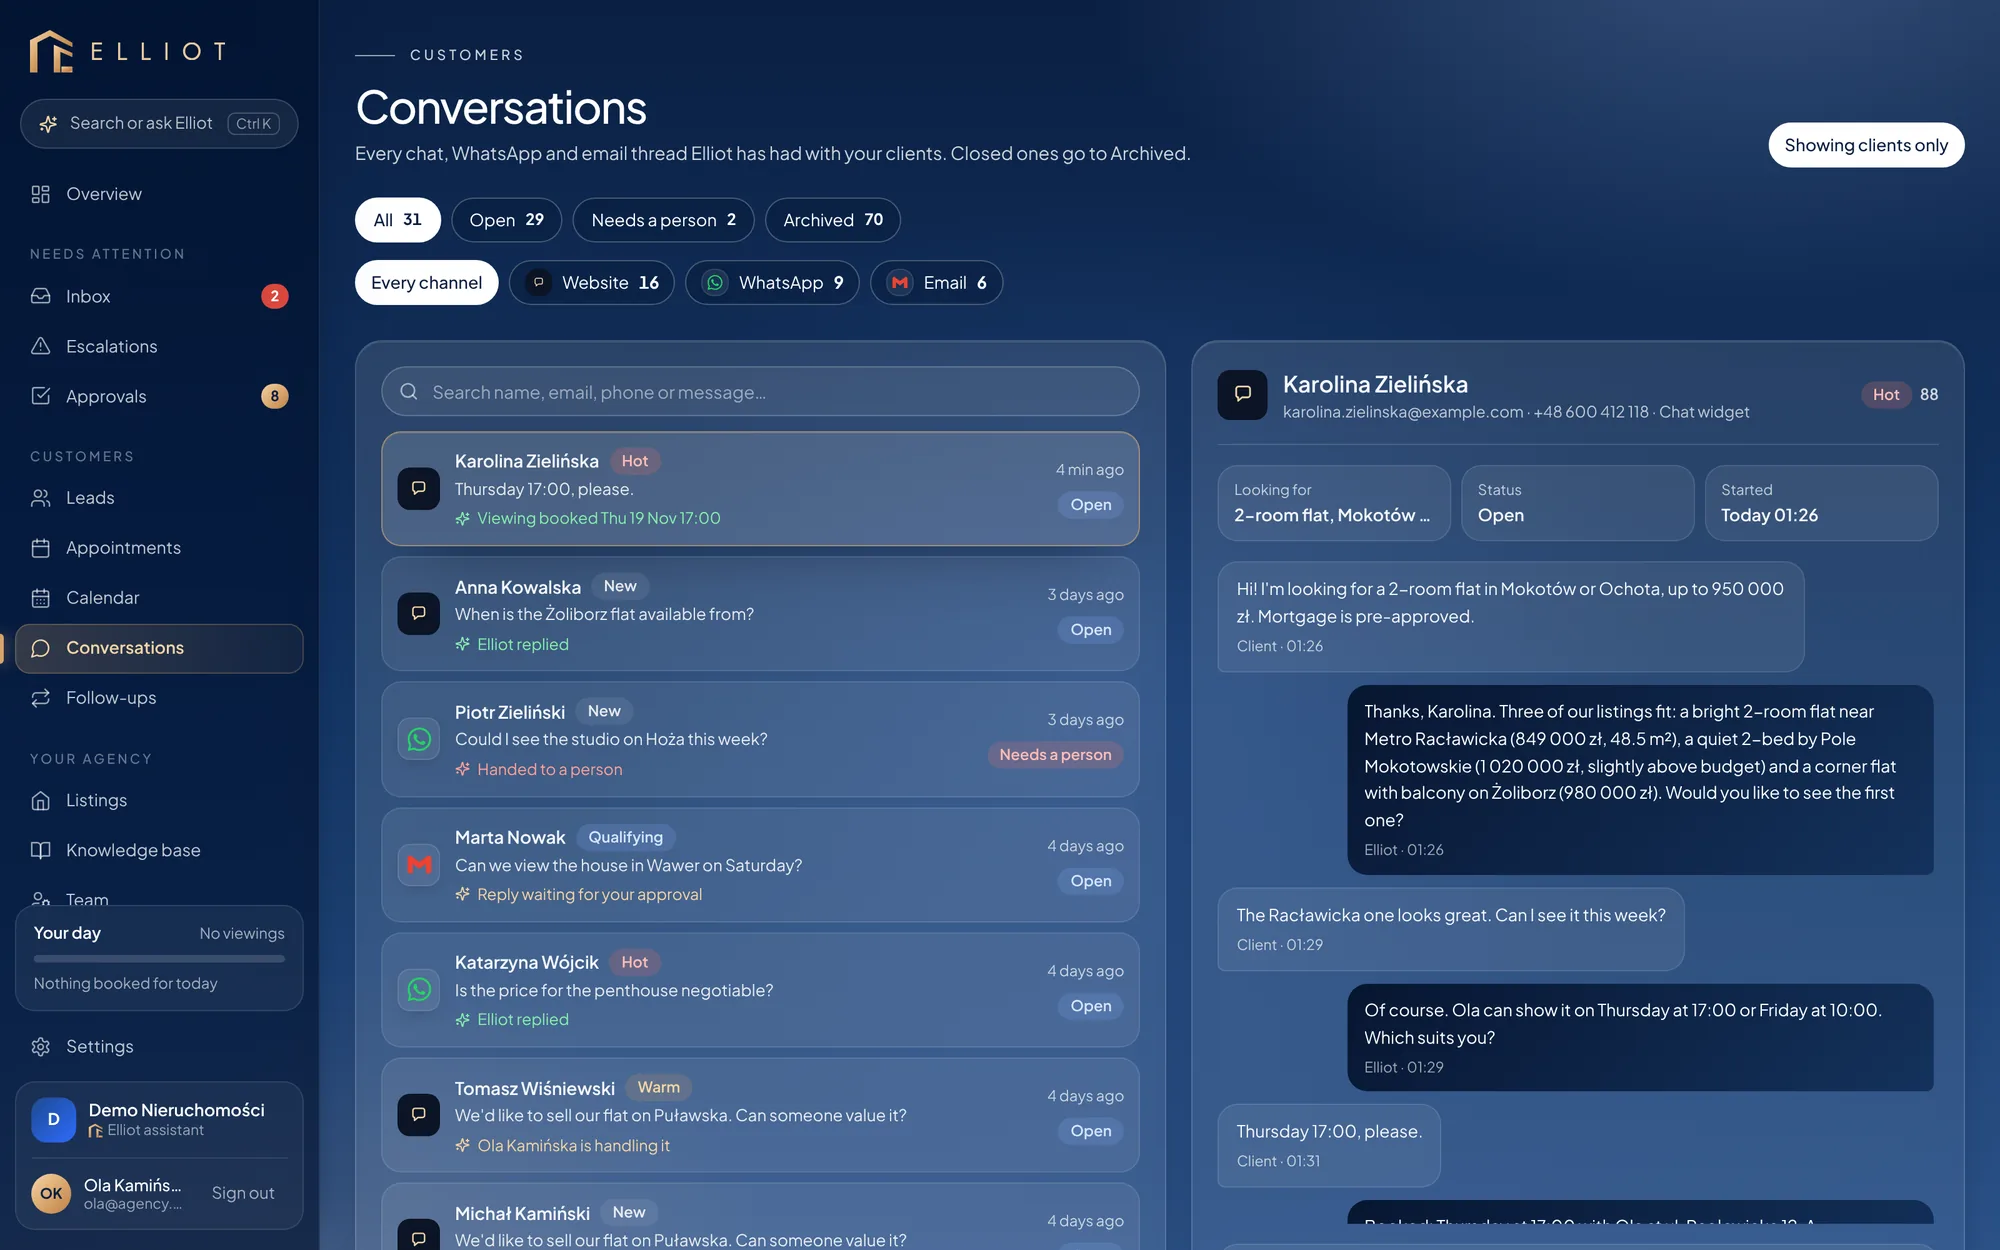 ELLIOT
Search or ask Elliot Ctrl K
Overview
NEEDS ATTENTION
Inbox 2
Escalations
Approvals 8
CUSTOMERS
Leads
Appointments
Calendar
Conversations
Follow-ups
YOUR AGENCY
Listings
Knowledge base
Team
Your day No viewings
Nothing booked for today
Settings
D Demo Nieruchomości
Elliot assistant
OK Ola Kamińs...
ola@agency....
Sign out
CUSTOMERS
Conversations
Every chat, WhatsApp and email thread Elliot has had with your clients. Closed ones go to Archived.
Showing clients only
All 31 Open 29 Needs a person 2 Archived 70
Every channel Website 16 WhatsApp 9 Email 6
Search name, email, phone or message...
Karolina Zielińska Hot
4 min ago
Thursday 17:00, please.
Open
Viewing booked Thu 19 Nov 17:00
Anna Kowalska New
3 days ago
When is the Żoliborz flat available from?
Open
Elliot replied
Piotr Zieliński New
3 days ago
Could I see the studio on Hoża this week?
Needs a person
Handed to a person
Marta Nowak Qualifying
4 days ago
Can we view the house in Wawer on Saturday?
Open
Reply waiting for your approval
Katarzyna Wójcik Hot
4 days ago
Is the price for the penthouse negotiable?
Open
Elliot replied
Tomasz Wiśniewski Warm
4 days ago
We'd like to sell our flat on Puławska. Can someone value it?
Open
Ola Kamińska is handling it
Michał Kamiński New
4 days ago
We'd like to sell our flat on Puławska. Can someone value it?
Karolina Zielińska
karolina.zielinska@example.com · +48 600 412 118 · Chat widget
Hot 88
Looking for
2-room flat, Mokotów ...
Status
Open
Started
Today 01:26
Hi! I'm looking for a 2-room flat in Mokotów or Ochota, up to 950 000
zł. Mortgage is pre-approved.
Client · 01:26
Thanks, Karolina. Three of our listings fit: a bright 2-room flat near
Metro Racławicka (849 000 zł, 48.5 m²), a quiet 2-bed by Pole
Mokotowskie (1 020 000 zł, slightly above budget) and a corner flat
with balcony on Żoliborz (980 000 zł). Would you like to see the first
one?
Elliot · 01:26
The Racławicka one looks great. Can I see it this week?
Client · 01:29
Of course. Ola can show it on Thursday at 17:00 or Friday at 10:00.
Which suits you?
Elliot · 01:29
Thursday 17:00, please.
Client · 01:31
Booked: Thursday at 17:00 with Ola at ul. Racławicka 12. A